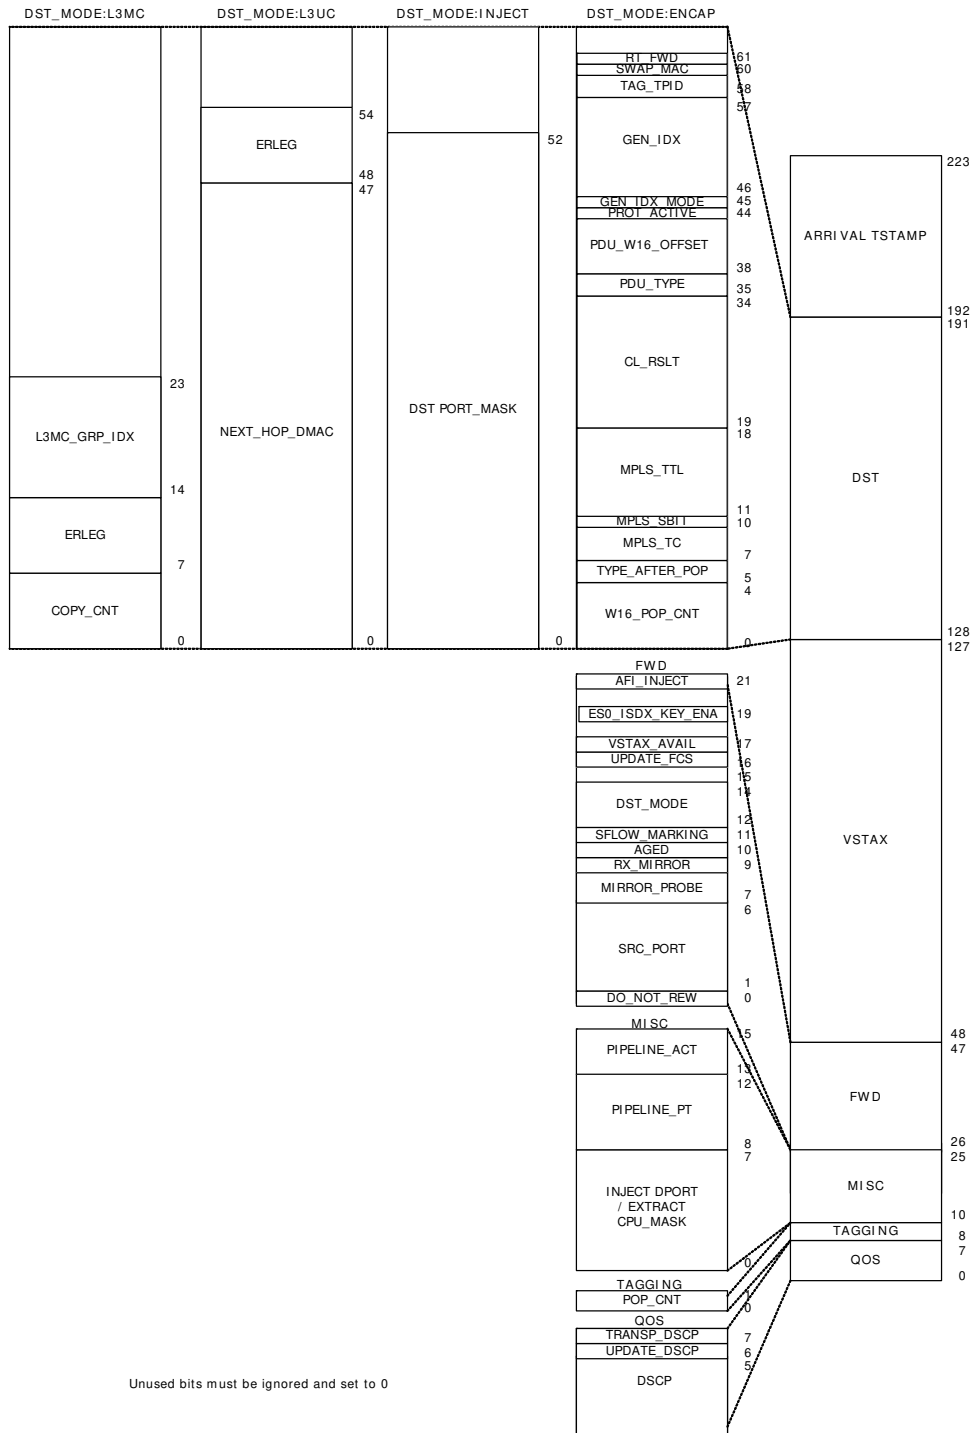 DST_MODE:L3MC
DST_MODE:L3UC
DST_MODE:INJECT
DST_MODE:ENCAP
23
L3MC_GRP_IDX
14
ERLEG
7
COPY_CNT
0
54
ERLEG
48
47
NEXT_HOP_DMAC
0
52
DST PORT_MASK
0
RT_FWD
61
SWAP_MAC
60
TAG_TPID
58
57
GEN_IDX
46
GEN_IDX_MODE
45
PROT_ACTIVE
44
PDU_W16_OFFSET
38
PDU_TYPE
35
34
CL_RSLT
19
18
MPLS_TTL
11
MPLS_SBIT
10
MPLS_TC
7
TYPE_AFTER_POP
5
4
W16_POP_CNT
0
FWD
AFI_INJECT
21
ES0_ISDX_KEY_ENA
19
VSTAX_AVAIL
17
UPDATE_FCS
16
15
14
DST_MODE
12
SFLOW_MARKING
11
AGED
10
RX_MIRROR
9
MIRROR_PROBE
7
6
SRC_PORT
1
DO_NOT_REW
0
MISC
15
PIPELINE_ACT
13
12
PIPELINE_PT
8
7
INJECT DPORT
/ EXTRACT
CPU_MASK
0
TAGGING
1
POP_CNT
0
QOS
TRANSP_DSCP
7
UPDATE_DSCP
6
5
DSCP
223
ARRIVAL TSTAMP
192
191
DST
128
127
VSTAX
48
47
FWD
26
25
MISC
10
TAGGING
8
7
QOS
0
Unused bits must be ignored and set to 0